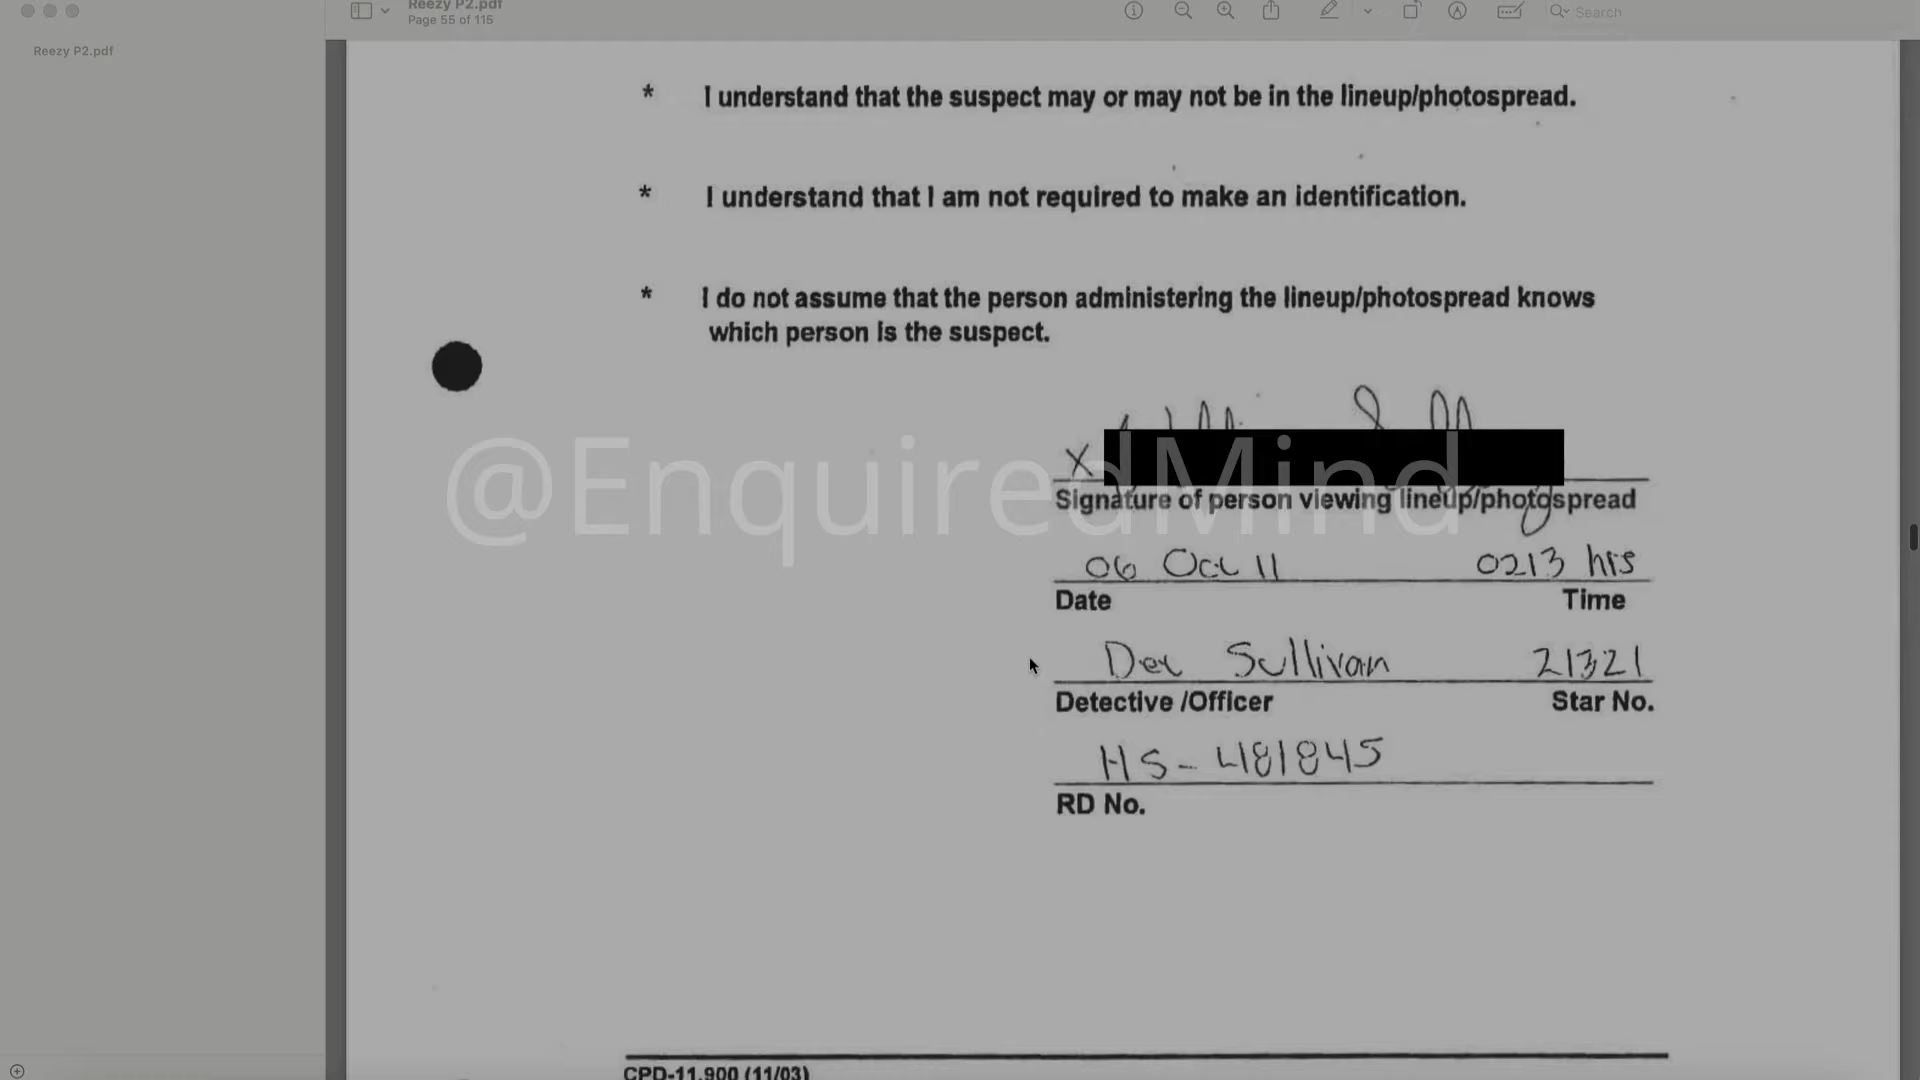 Reezy P2.pdf
Page 55 of 115
Search
Reezy P2.pdf
* I understand that the suspect may or may not be in the lineup/photospread.
* I understand that I am not required to make an identification.
* I do not assume that the person administering the lineup/photospread knows
which person is the suspect.
X
@EnquiredMind
Signature of person viewing lineup/photospread
06 Oct 11 0213 hrs
Date Time
Det Sullivan 21321
Detective /Officer Star No.
HS-481845
RD No.
CPD-11.900 (11/03)